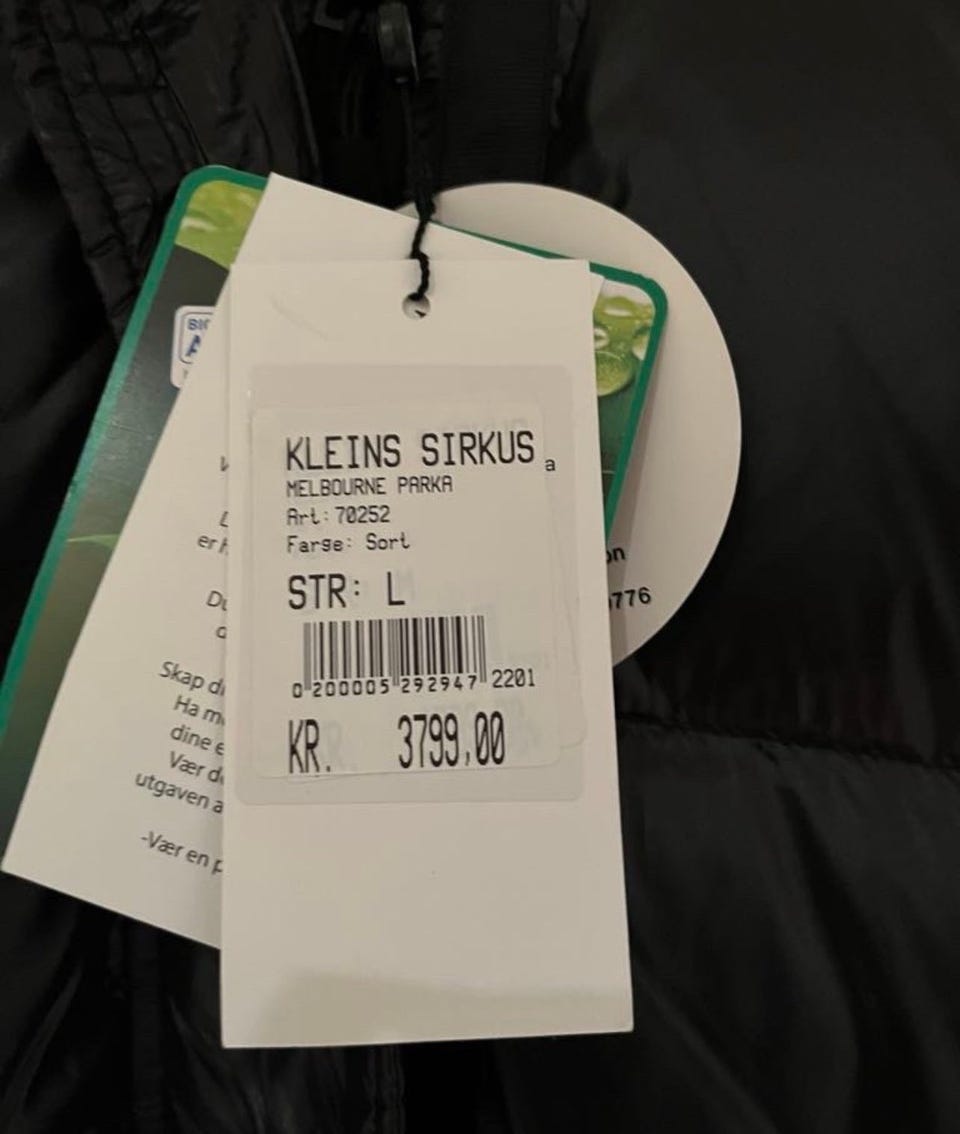 KLEINS SIRKUS
a
MELBOURNE PARKA
Art: 70252
Farge: Sort
STR: L
0 200005 292947 2201
KR. 3799,00
er
Skap
Ha
dine
Vær
utgaven
-Vær en
776